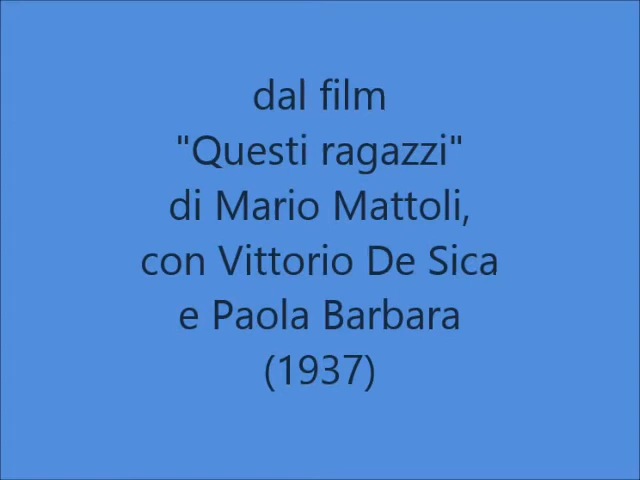 dal film
"Questi ragazzi"
di Mario Mattoli,
con Vittorio De Sica
e Paola Barbara
(1937)